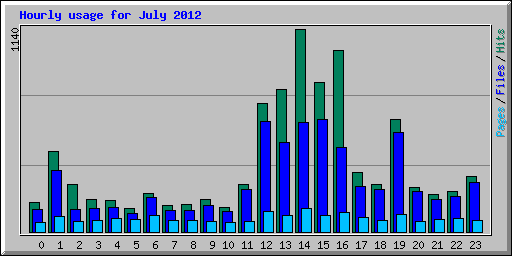 Hourly usage for July 2012
1140
Pages / Files / Hits
0 1 2 3 4 5 6 7 8 9 10 11 12 13 14 15 16 17 18 19 20 21 22 23